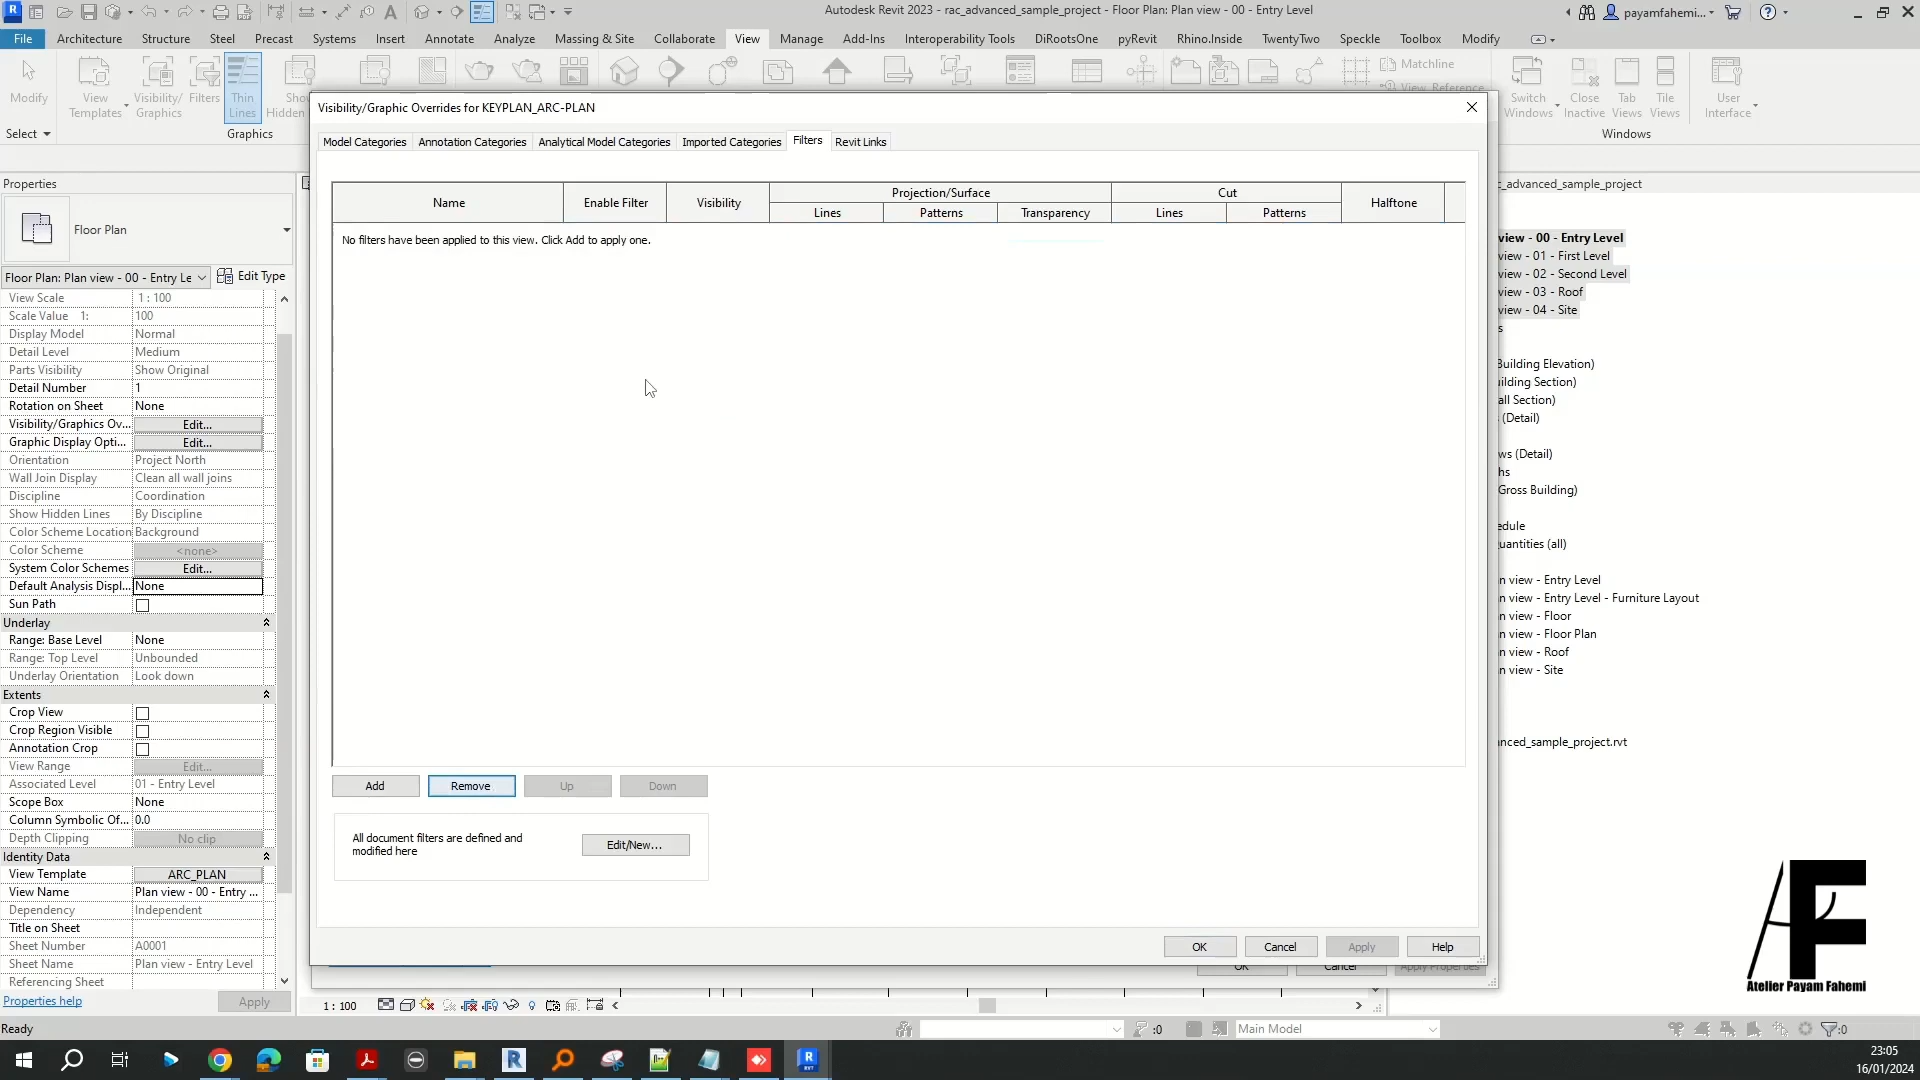 Autodesk Revit 2023 - rac_advanced_sample_project - Floor Plan: Plan view - 00 - Entry Level
payamfahemi...
File Architecture Structure Steel Precast Systems Insert Annotate Analyze Massing & Site Collaborate View Manage Add-Ins Interoperability Tools DiRootsOne pyRevit Rhino.Inside TwentyTwo Speckle Toolbox Modify
Modify
View Templates
Visibility/ Graphics
Filters
Thin Lines
Hidden
Matchline
View Reference
Switch Windows
Close Inactive
Tab Views
Tile Views
User Interface
Select
Graphics
Windows
Visibility/Graphic Overrides for KEYPLAN_ARC-PLAN
Model Categories Annotation Categories Analytical Model Categories Imported Categories Filters Revit Links
Name Enable Filter Visibility Projection/Surface Cut Halftone
Lines Patterns Transparency Lines Patterns
No filters have been applied to this view. Click Add to apply one.
Add Remove Up Down
All document filters are defined and
modified here
Edit/New...
OK Cancel Apply Help
OK Cancel Apply Properties
Properties
Floor Plan
Floor Plan: Plan view - 00 - Entry Le Edit Type
View Scale 1 : 100
Scale Value 1: 100
Display Model Normal
Detail Level Medium
Parts Visibility Show Original
Detail Number 1
Rotation on Sheet None
Visibility/Graphics Ov... Edit...
Graphic Display Opti... Edit...
Orientation Project North
Wall Join Display Clean all wall joins
Discipline Coordination
Show Hidden Lines By Discipline
Color Scheme Location Background
Color Scheme <none>
System Color Schemes Edit...
Default Analysis Displ... None
Sun Path
Underlay
Range: Base Level None
Range: Top Level Unbounded
Underlay Orientation Look down
Extents
Crop View
Crop Region Visible
Annotation Crop
View Range Edit...
Associated Level 01 - Entry Level
Scope Box None
Column Symbolic Of... 0.0
Depth Clipping No clip
Identity Data
View Template ARC_PLAN
View Name Plan view - 00 - Entry ...
Dependency Independent
Title on Sheet
Sheet Number A0001
Sheet Name Plan view - Entry Level
Referencing Sheet
Properties help Apply
c_advanced_sample_project
view - 00 - Entry Level
view - 01 - First Level
view - 02 - Second Level
view - 03 - Roof
view - 04 - Site
s
Building Elevation)
uilding Section)
all Section)
(Detail)
ws (Detail)
hs
Gross Building)
edule
uantities (all)
n view - Entry Level
n view - Entry Level - Furniture Layout
n view - Floor
n view - Floor Plan
n view - Roof
n view - Site
nced_sample_project.rvt
AF
Atelier Payam Fahemi
1 : 100
Ready
:0
Main Model
:0
23:05
16/01/2024